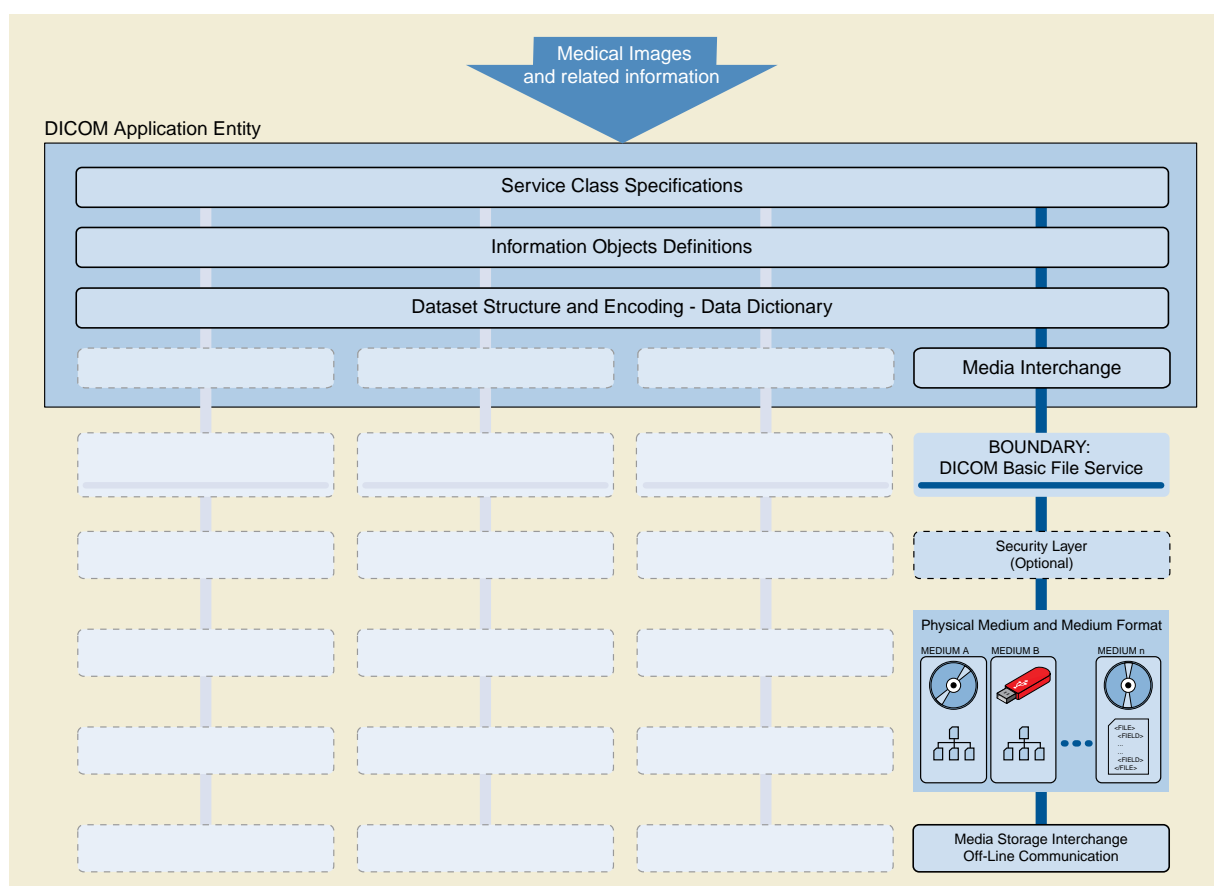 Medical Images
and related information
DICOM Application Entity
Service Class Specifications
Information Objects Definitions
Dataset Structure and Encoding - Data Dictionary
Media Interchange
BOUNDARY:
DICOM Basic File Service
Security Layer
(Optional)
Physical Medium and Medium Format
MEDIUM A
MEDIUM B
MEDIUM n
<FILE>
<FIELD>
...
...
<FIELD>
</FILE>
Media Storage Interchange
Off-Line Communication